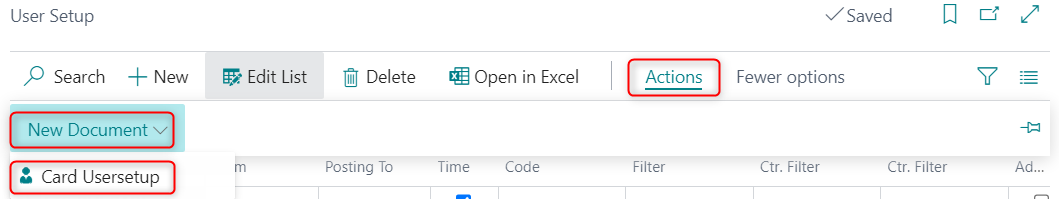 User Setup
Saved
Search
New
Edit List
Delete
Open in Excel
Actions
Fewer options
New Document
Card Usersetup
Posting To
Time
Code
Filter
Ctr. Filter
Ctr. Filter
Ad...